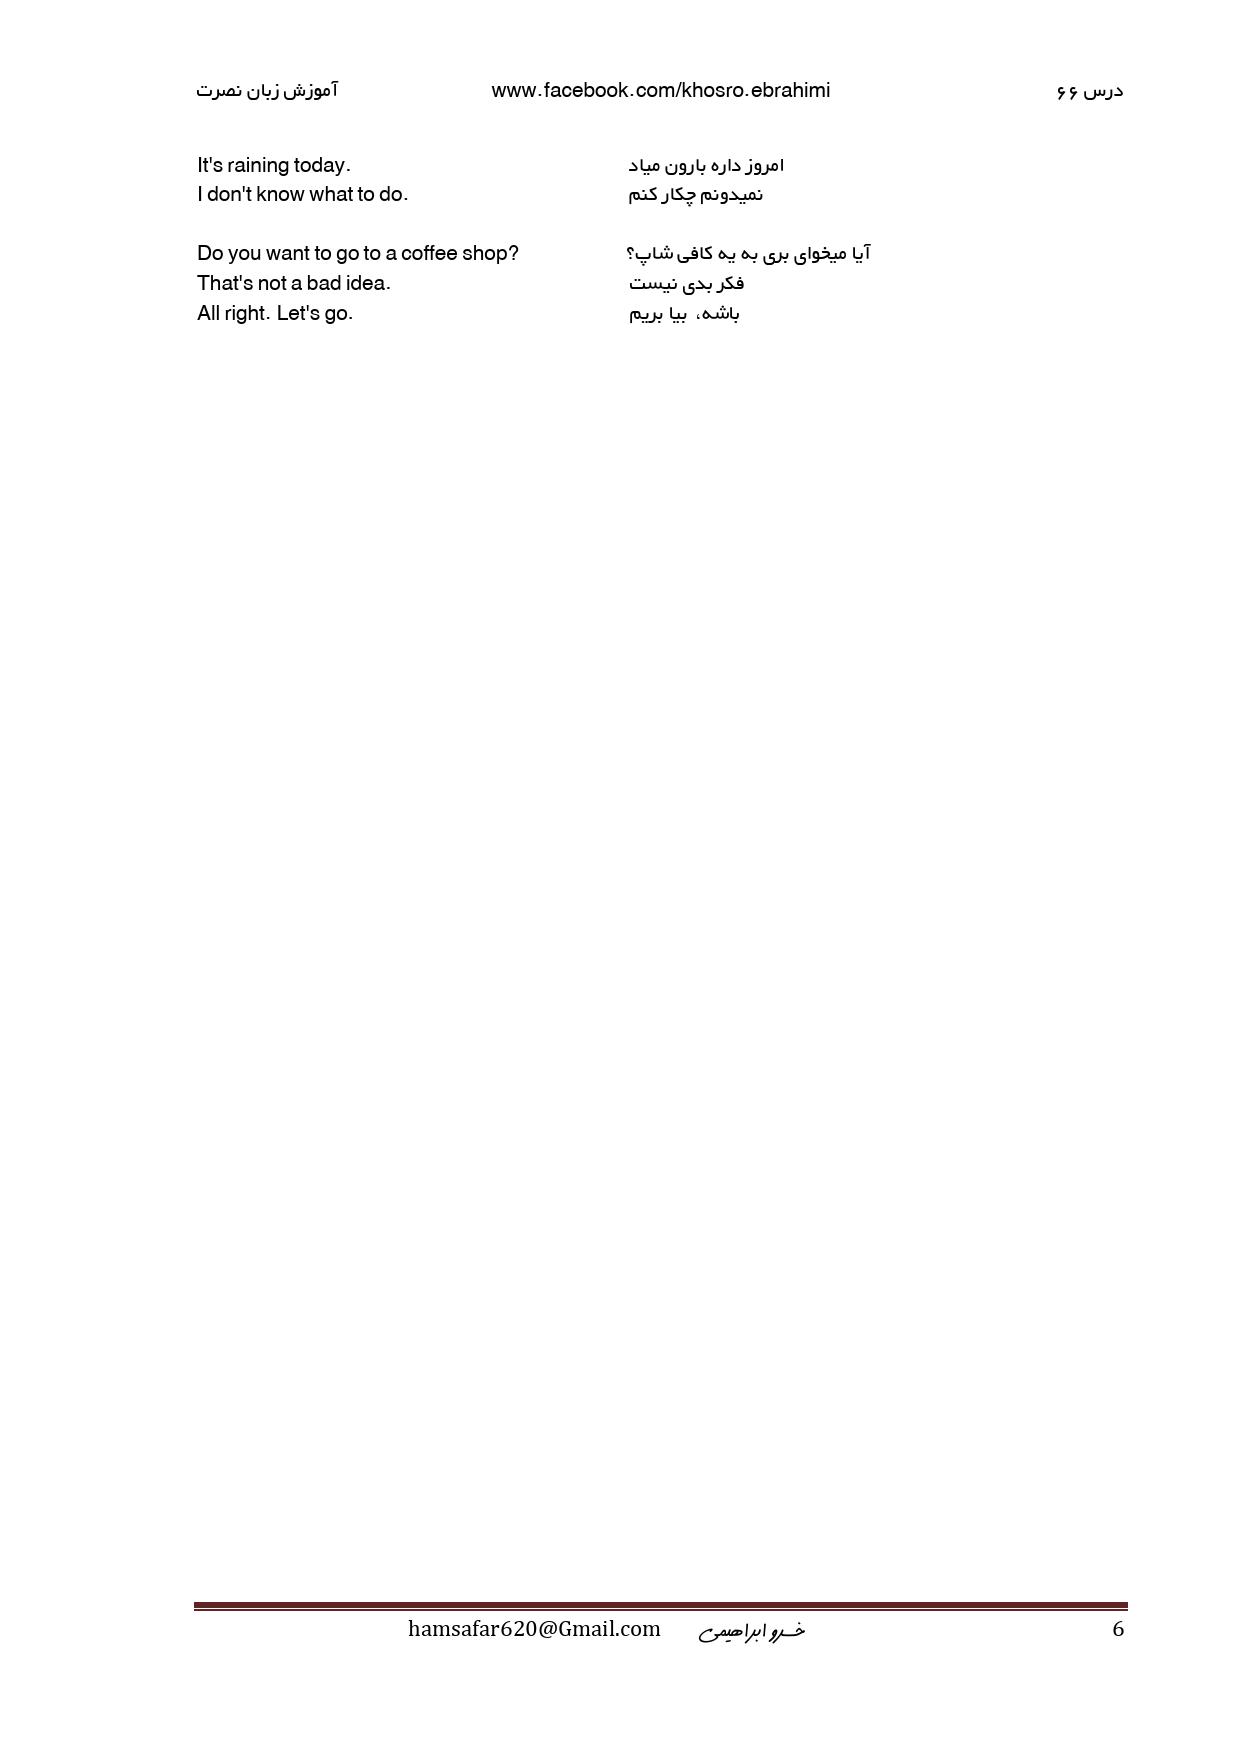 آموزش زبان نصرت www.facebook.com/khosro.ebrahimi درس ۶۶
It's raining today. امروز داره بارون میاد
I don't know what to do. نمیدونم چکار کنم
Do you want to go to a coffee shop? آیا میخوای بری به یه کافی شاپ؟
That's not a bad idea. فکر بدی نیست
All right. Let's go. باشه، بیا بریم
hamsafar620@Gmail.com خسرو ابراهیمی 6